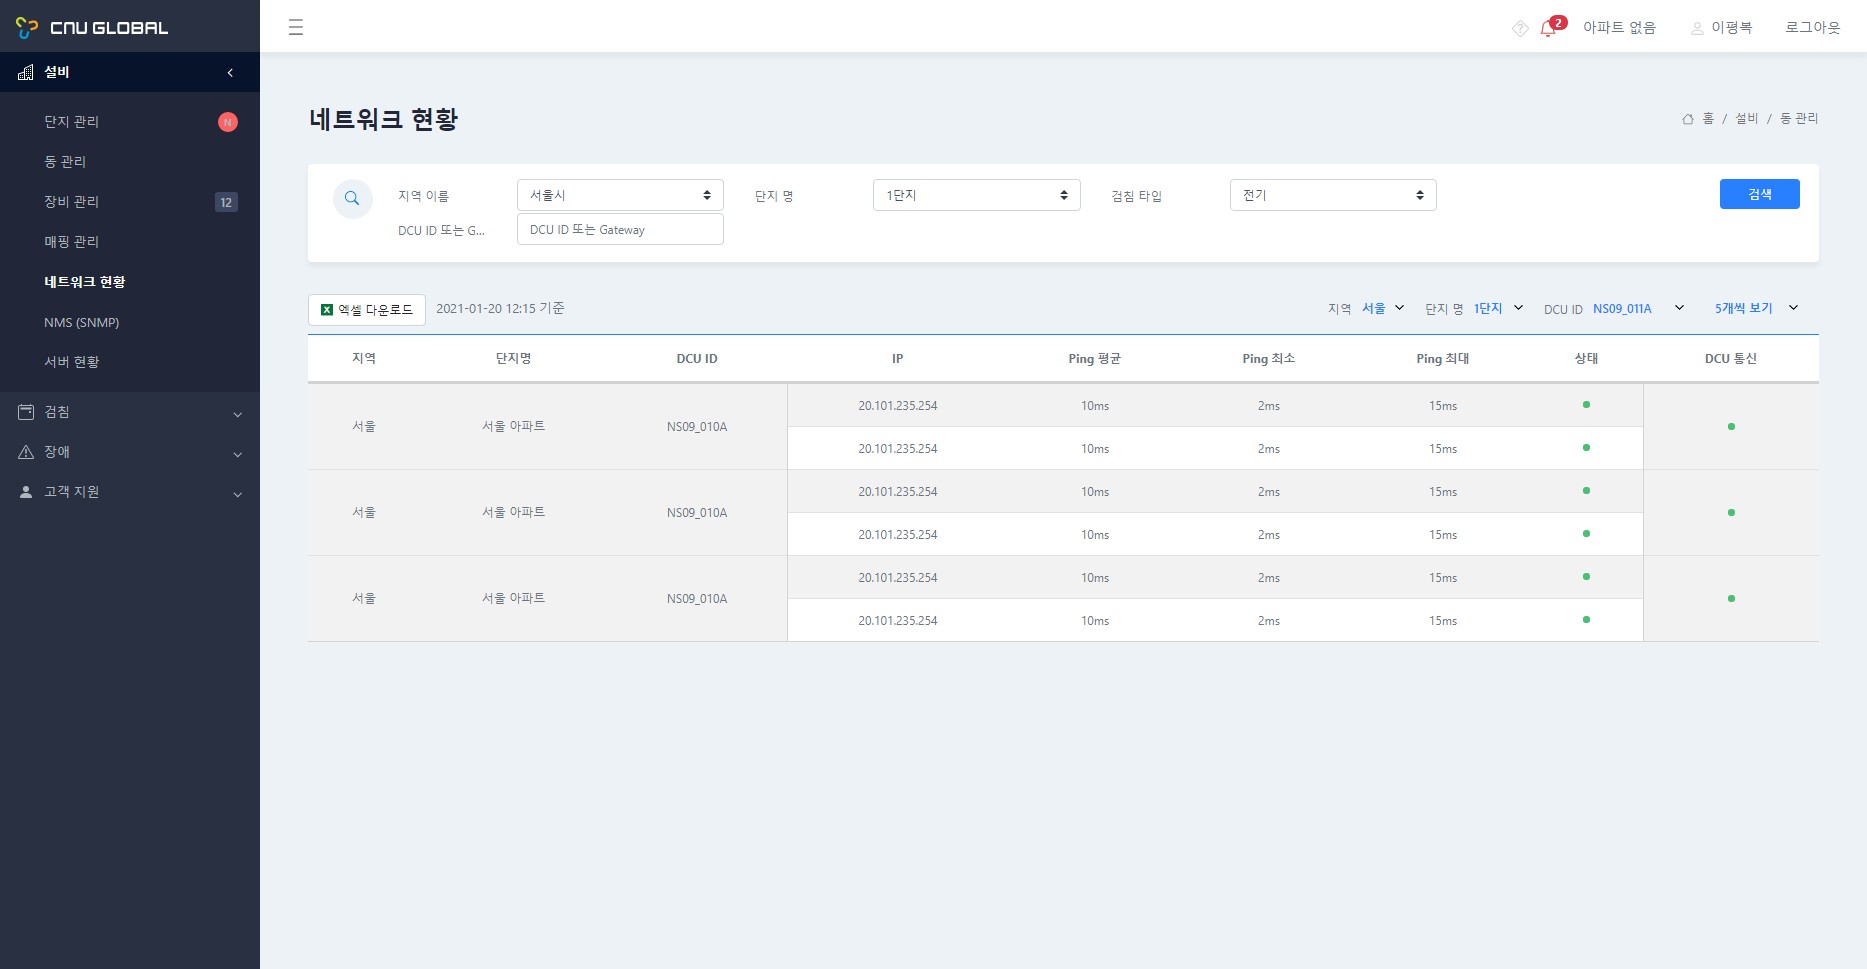 CNU GLOBAL
2 아파트 없음 이평복 로그아웃
설비
단지 관리 N
동 관리
장비 관리 12
매핑 관리
네트워크 현황
NMS (SNMP)
서버 현황
검침
장애
고객 지원
네트워크 현황
홈 / 설비 / 동 관리
지역 이름 서울시 단지 명 1단지 검침 타입 전기 검색
DCU ID 또는 G... DCU ID 또는 Gateway
엑셀 다운로드 2021-01-20 12:15 기준 지역 서울 단지 명 1단지 DCU ID NS09_011A 5개씩 보기
지역 단지명 DCU ID IP Ping 평균 Ping 최소 Ping 최대 상태 DCU 통신
서울 서울 아파트 NS09_010A
20.101.235.254 10ms 2ms 15ms
20.101.235.254 10ms 2ms 15ms
서울 서울 아파트 NS09_010A
20.101.235.254 10ms 2ms 15ms
20.101.235.254 10ms 2ms 15ms
서울 서울 아파트 NS09_010A
20.101.235.254 10ms 2ms 15ms
20.101.235.254 10ms 2ms 15ms